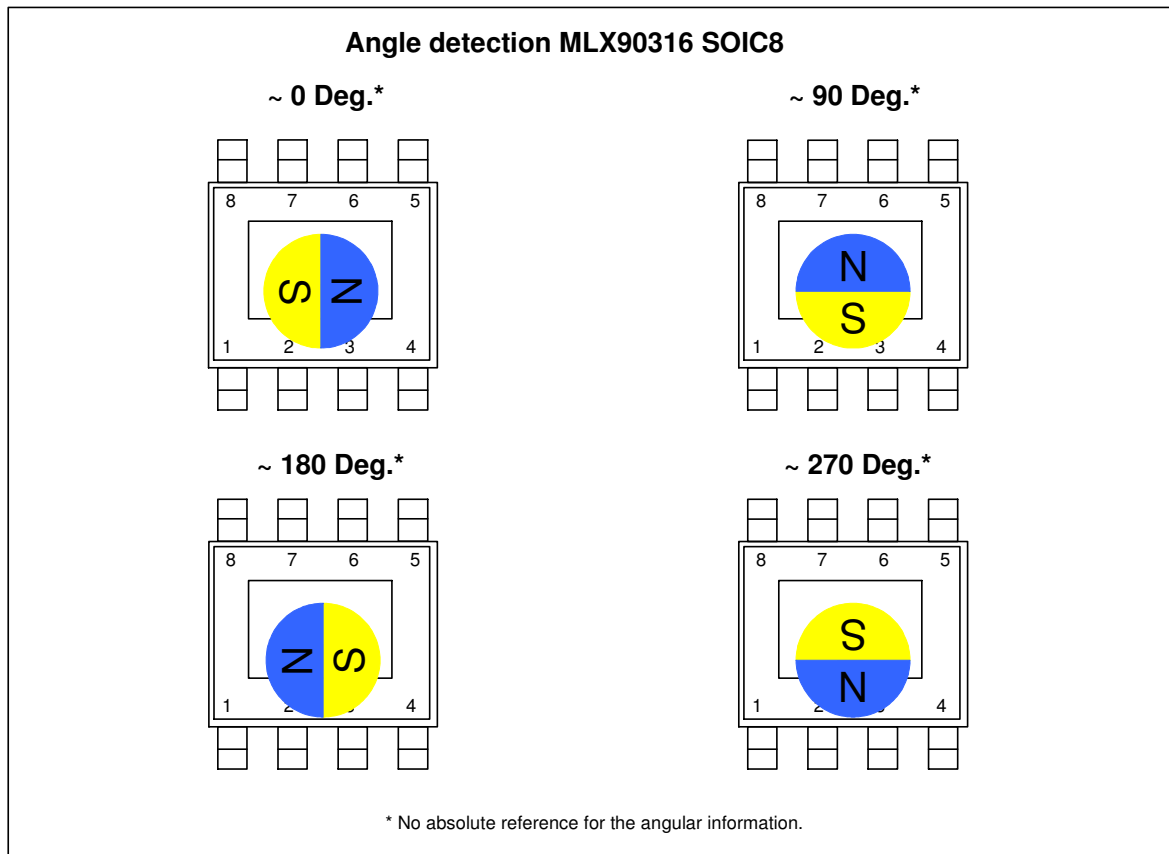 Angle detection MLX90316 SOIC8
~ 0 Deg.* ~ 90 Deg.*
8 7 6 5 8 7 6 5
S N N
S
1 2 3 4 1 2 3 4
~ 180 Deg.* ~ 270 Deg.*
8 7 6 5 8 7 6 5
N S S
N
1 4 1 4
* No absolute reference for the angular information.